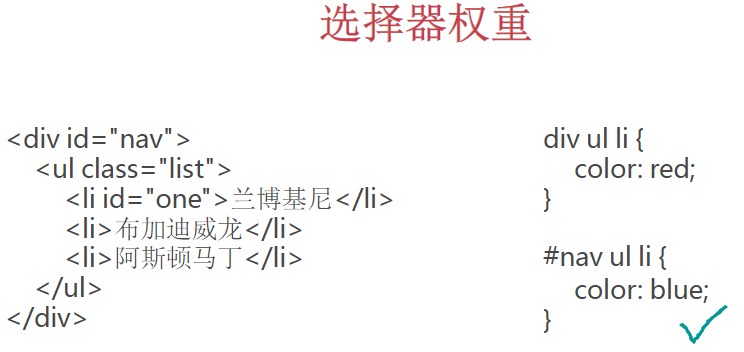 选择器权重
<div id="nav">
<ul class="list">
<li id="one">兰博基尼</li>
<li>布加迪威龙</li>
<li>阿斯顿马丁</li>
</ul>
</div>
div ul li {
color: red;
}
#nav ul li {
color: blue;
}